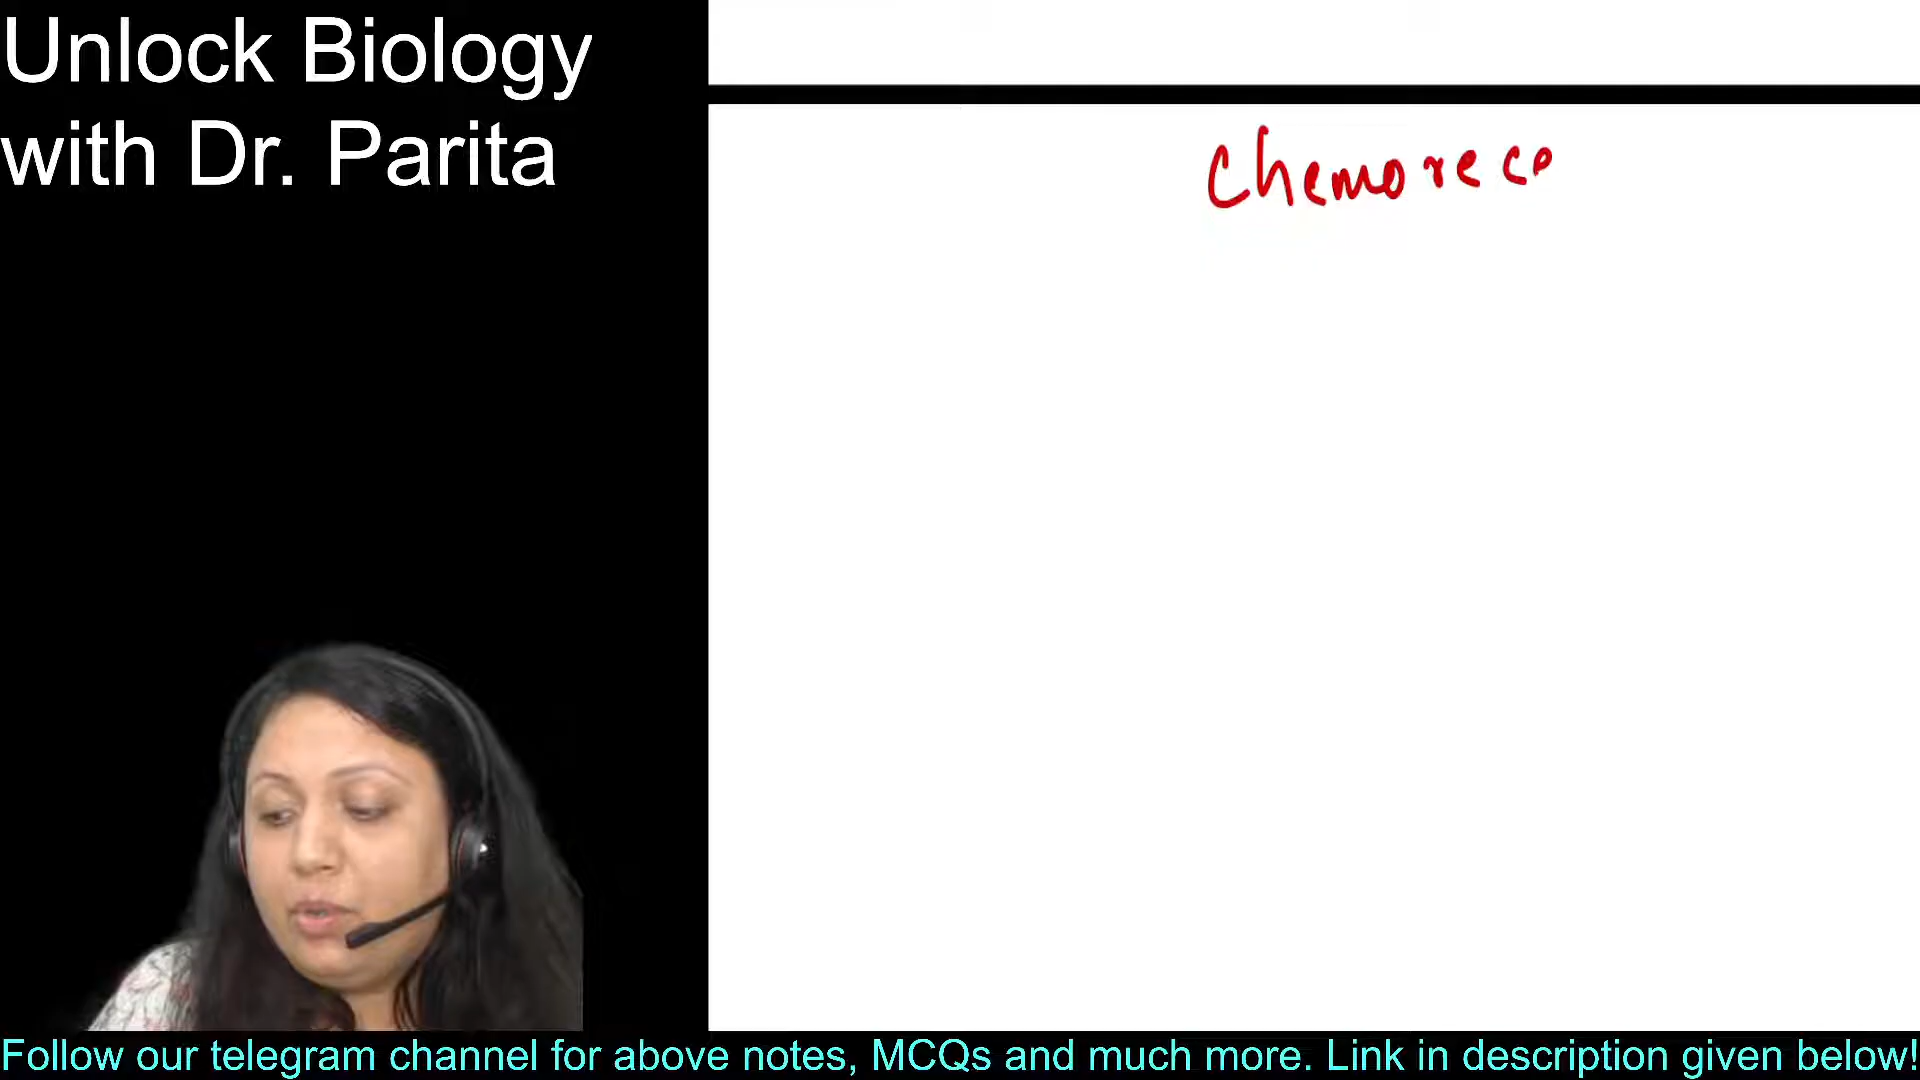 Unlock Biology
with Dr. Parita
Chemorece
Follow our telegram channel for above notes, MCQs and much more. Link in description given below!